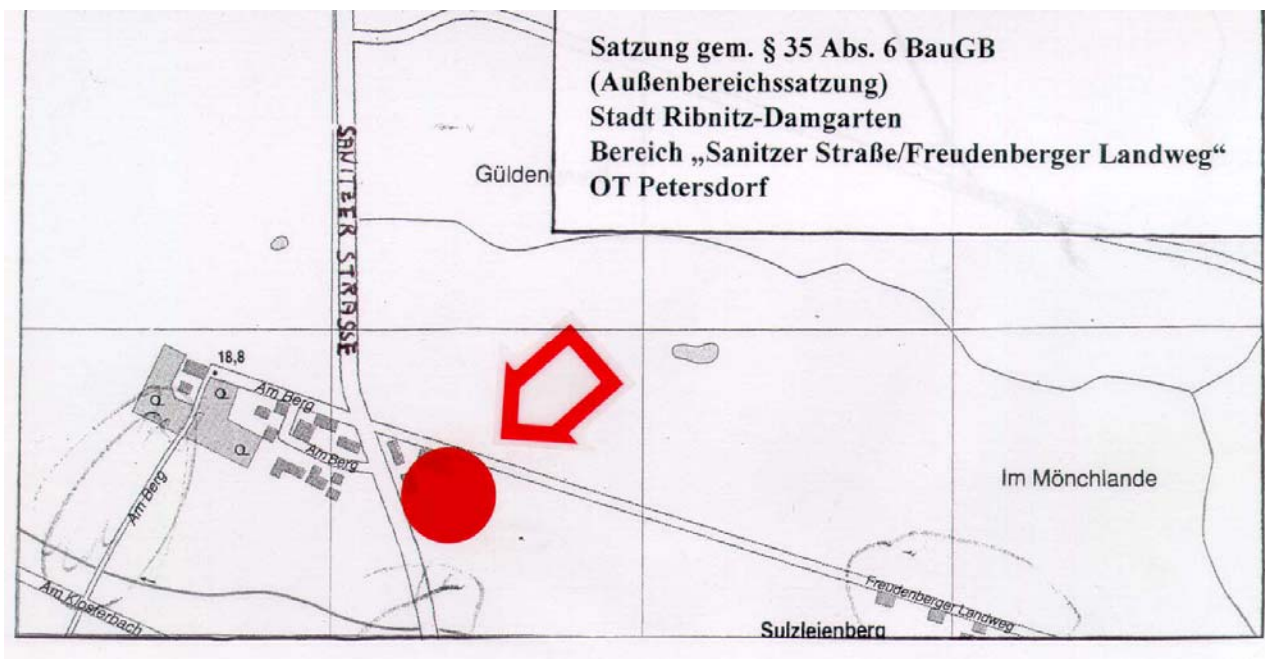 Satzung gem. § 35 Abs. 6 BauGB
(Außenbereichssatzung)
Stadt Ribnitz-Damgarten
Bereich „Sanitzer Straße/Freudenberger Landweg“
OT Petersdorf
SANITZER STRASSE
Gülden
18,8
Am Berg
Am Berg
Am Berg
Im Mönchlande
Freudenberger Landweg
Am Klosterbach
Sulzleienberg